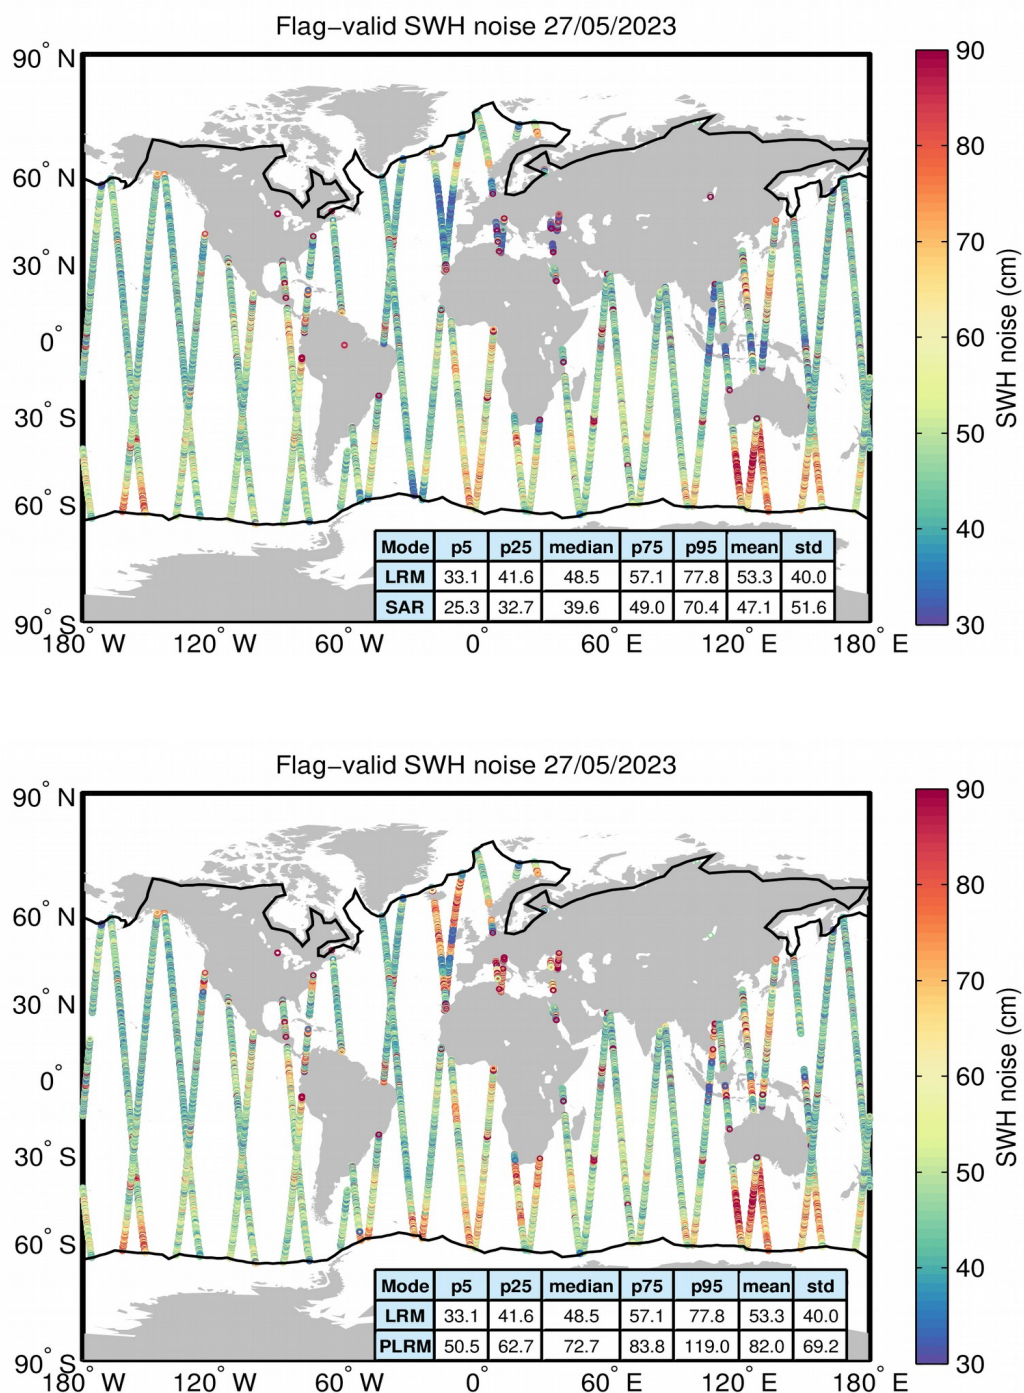 Flag−valid SWH noise 27/05/2023
90° N
60° N
30° N
0°
30° S
60° S
90° S
180° W
120° W
60° W
0°
60° E
120° E
180° E
90
80
70
60
50
40
30
SWH noise (cm)
Mode p5 p25 median p75 p95 mean std
LRM 33.1 41.6 48.5 57.1 77.8 53.3 40.0
SAR 25.3 32.7 39.6 49.0 70.4 47.1 51.6
Flag−valid SWH noise 27/05/2023
90° N
60° N
30° N
0°
30° S
60° S
90° S
180° W
120° W
60° W
0°
60° E
120° E
180° E
90
80
70
60
50
40
30
SWH noise (cm)
Mode p5 p25 median p75 p95 mean std
LRM 33.1 41.6 48.5 57.1 77.8 53.3 40.0
PLRM 50.5 62.7 72.7 83.8 119.0 82.0 69.2